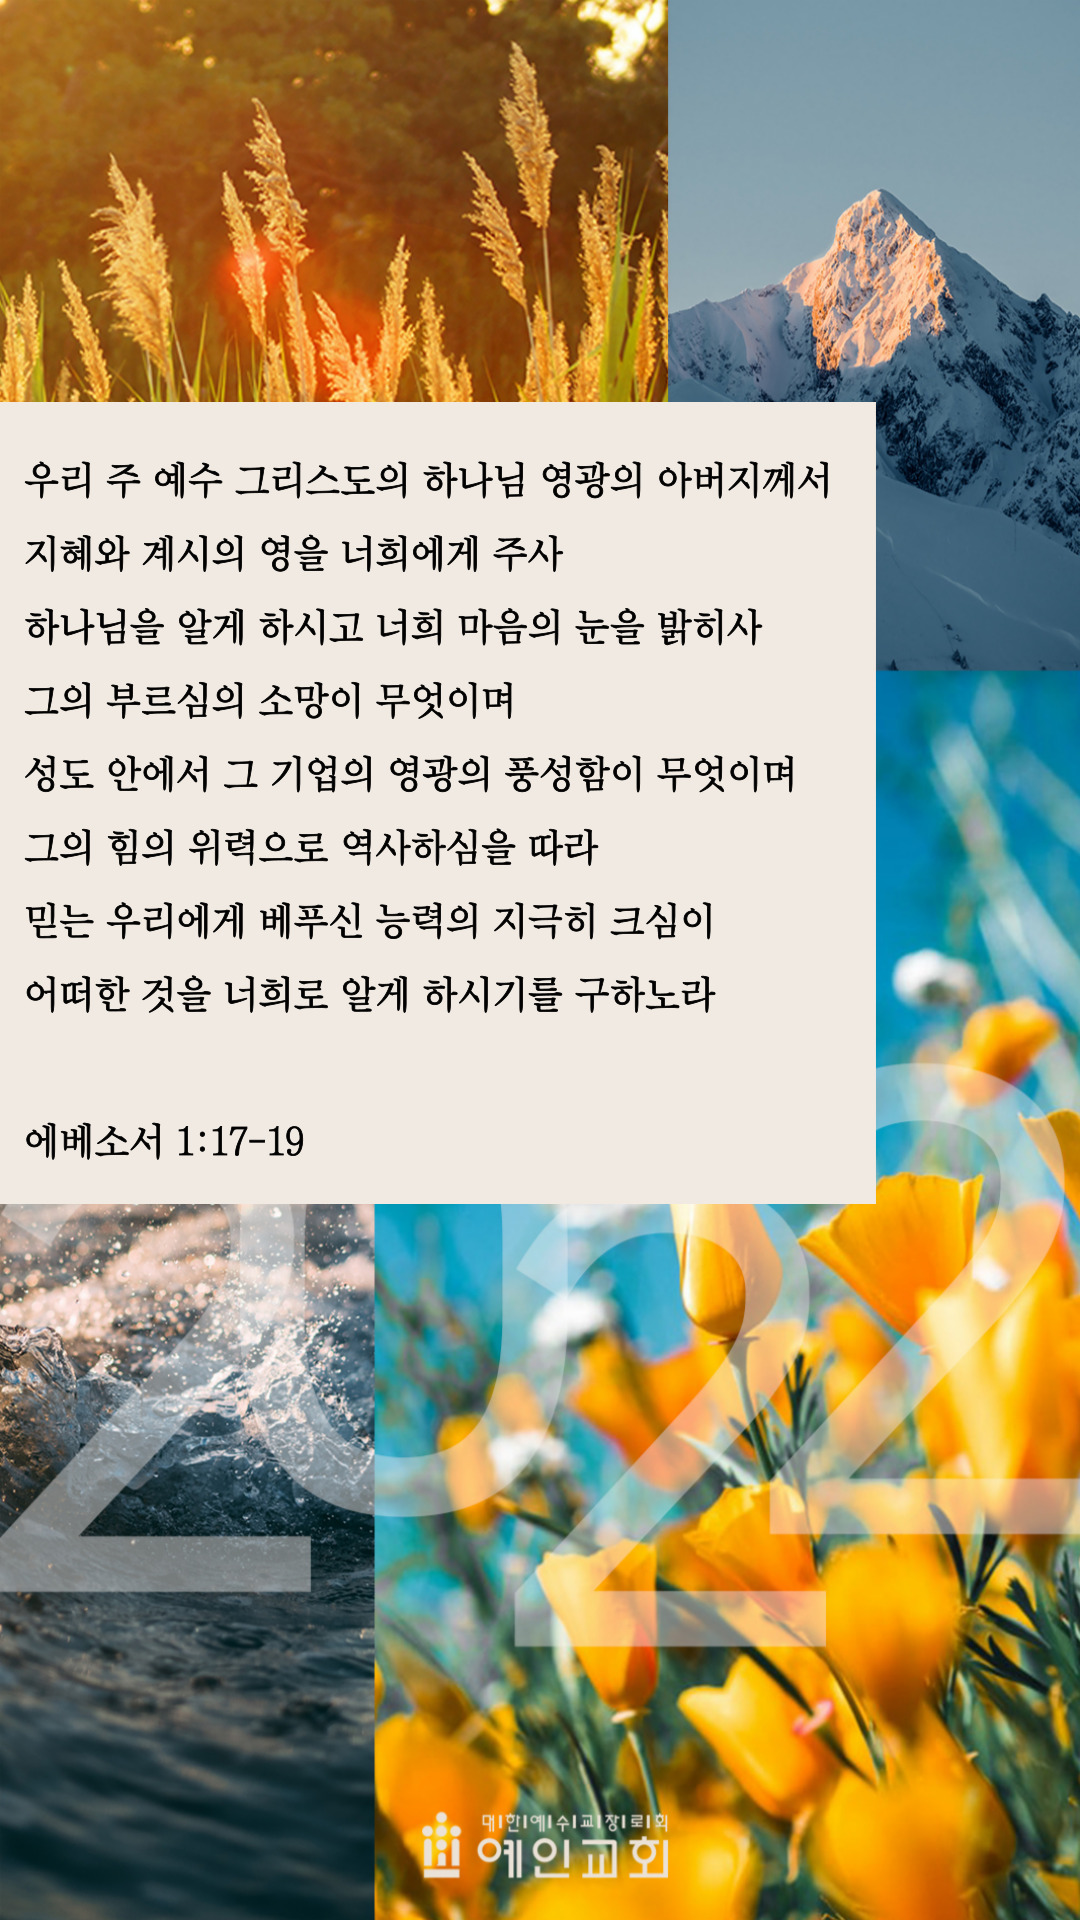 우리 주 예수 그리스도의 하나님 영광의 아버지께서
지혜와 계시의 영을 너희에게 주사
하나님을 알게 하시고 너희 마음의 눈을 밝히사
그의 부르심의 소망이 무엇이며
성도 안에서 그 기업의 영광의 풍성함이 무엇이며
그의 힘의 위력으로 역사하심을 따라
믿는 우리에게 베푸신 능력의 지극히 크심이
어떠한 것을 너희로 알게 하시기를 구하노라
에베소서 1:17-19
2022
대한예수교장로회
예인교회